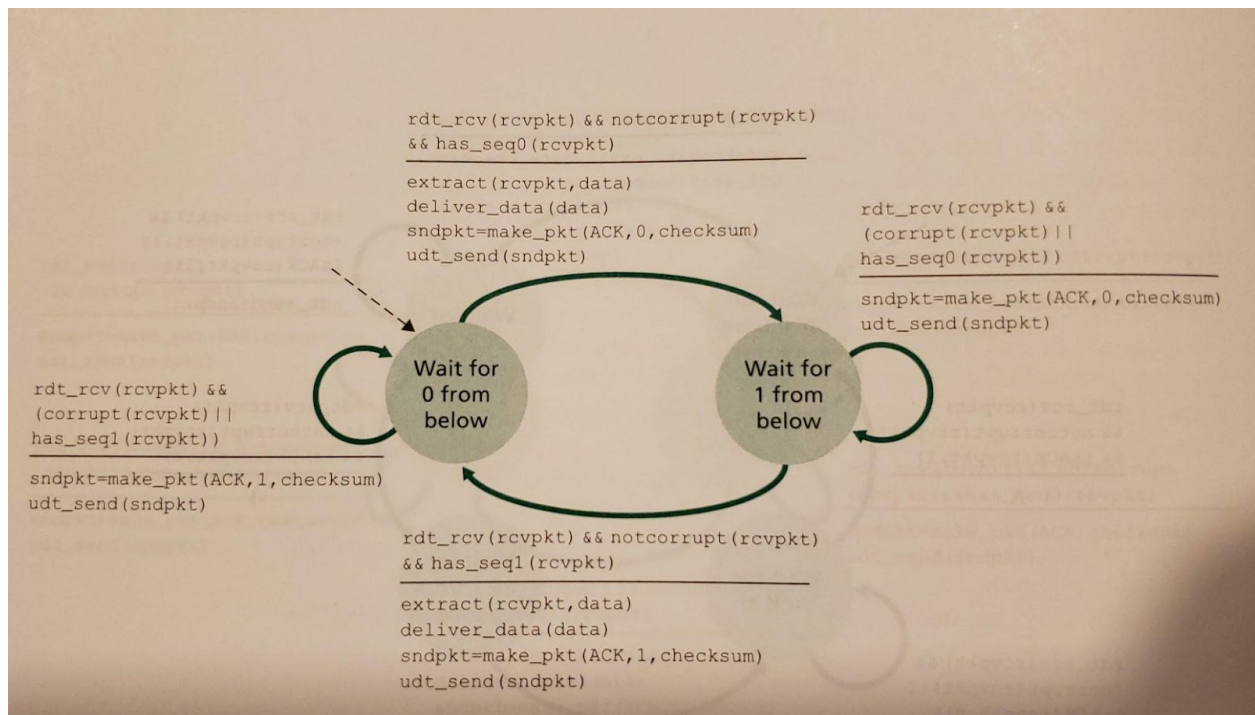 rdt_rcv(rcvpkt) && notcorrupt(rcvpkt)
&& has_seq0(rcvpkt)
extract(rcvpkt,data)
deliver_data(data)
sndpkt=make_pkt(ACK,0,checksum)
udt_send(sndpkt)
rdt_rcv(rcvpkt) &&
(corrupt(rcvpkt)||
has_seq0(rcvpkt))
sndpkt=make_pkt(ACK,0,checksum)
udt_send(sndpkt)
Wait for
0 from
below
Wait for
1 from
below
rdt_rcv(rcvpkt) &&
(corrupt(rcvpkt)||
has_seq1(rcvpkt))
sndpkt=make_pkt(ACK,1,checksum)
udt_send(sndpkt)
rdt_rcv(rcvpkt) && notcorrupt(rcvpkt)
&& has_seq1(rcvpkt)
extract(rcvpkt,data)
deliver_data(data)
sndpkt=make_pkt(ACK,1,checksum)
udt_send(sndpkt)